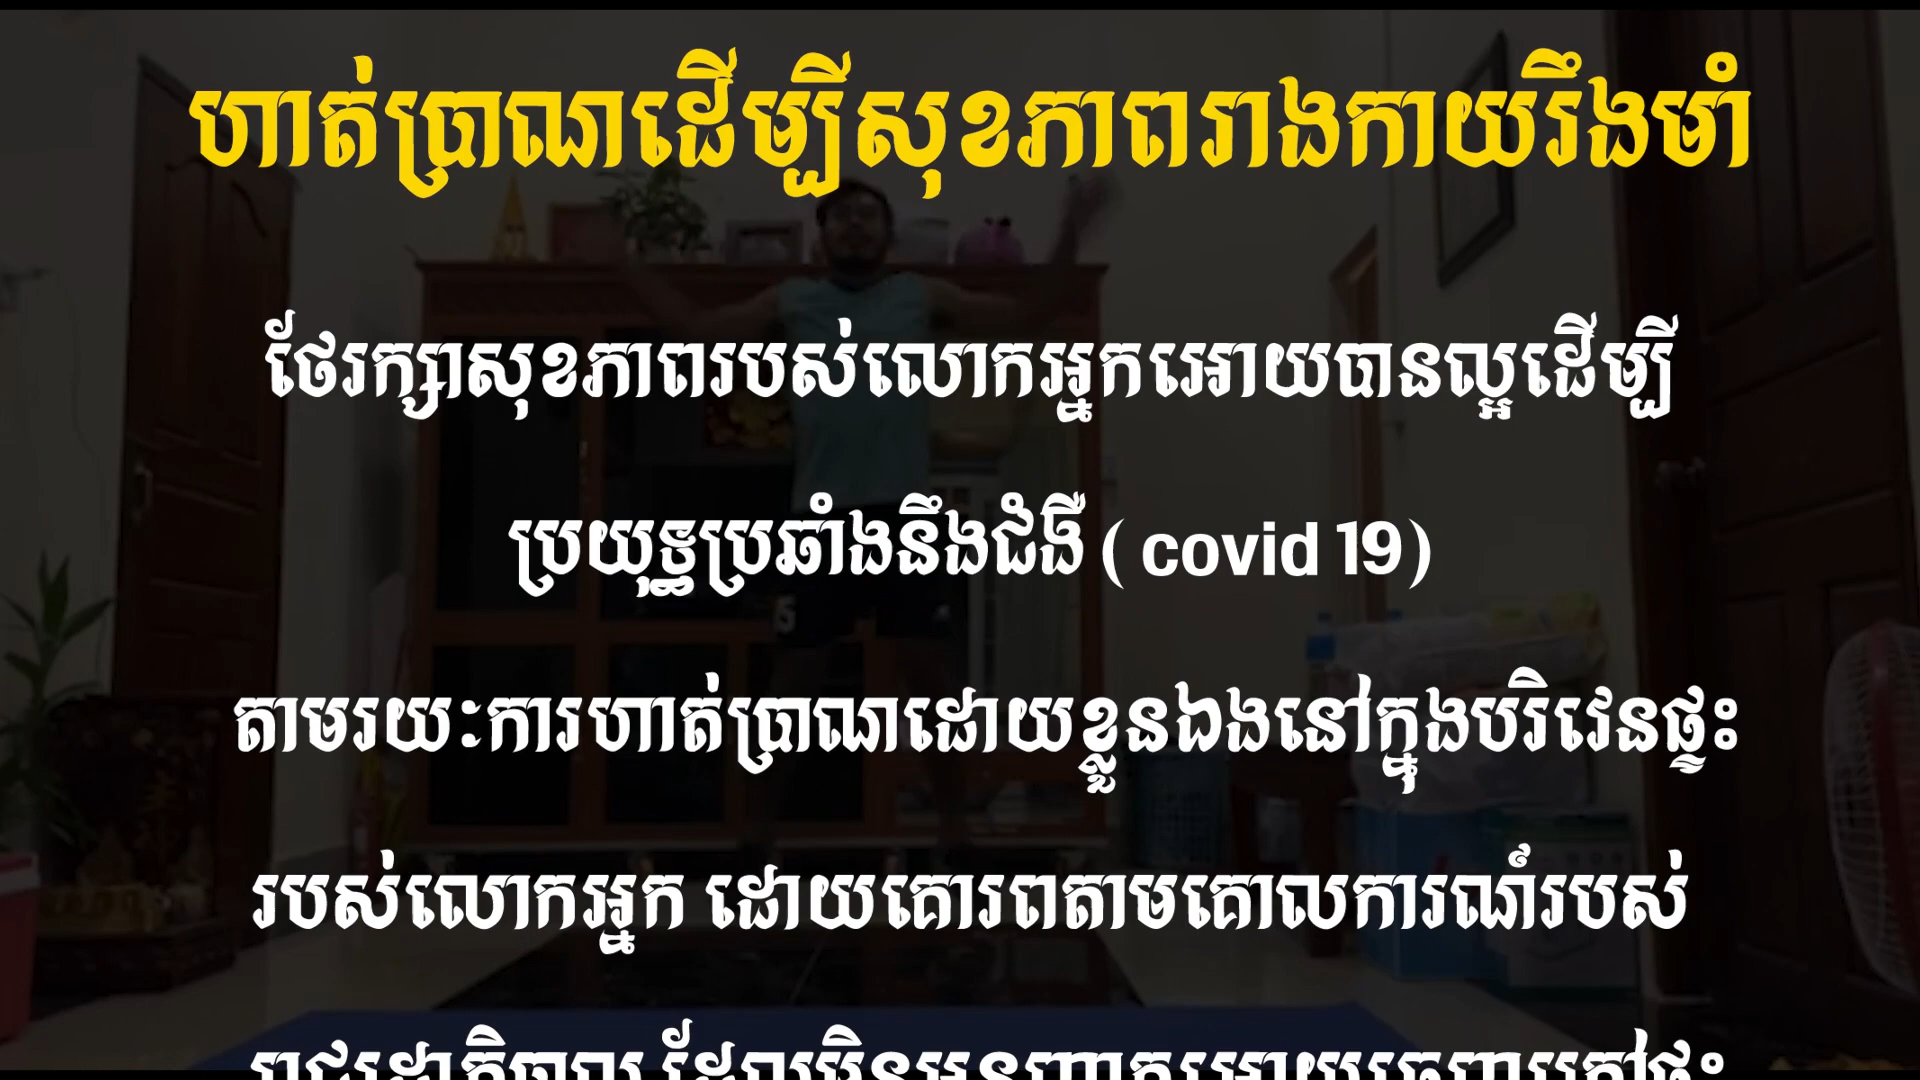 ហាត់ប្រាណដើម្បីសុខភាពរាងកាយរឹងមាំ
ថែរក្សាសុខភាពរបស់លោកអ្នកអោយបានល្អដើម្បី
ប្រយុទ្ធប្រឆាំងនឹងជំងឺ ( covid 19)
តាមរយៈការហាត់ប្រាណដោយខ្លួនឯងនៅក្នុងបរិវេនផ្ទះ
របស់លោកអ្នក ដោយគោរពតាមគោលការណ៍របស់